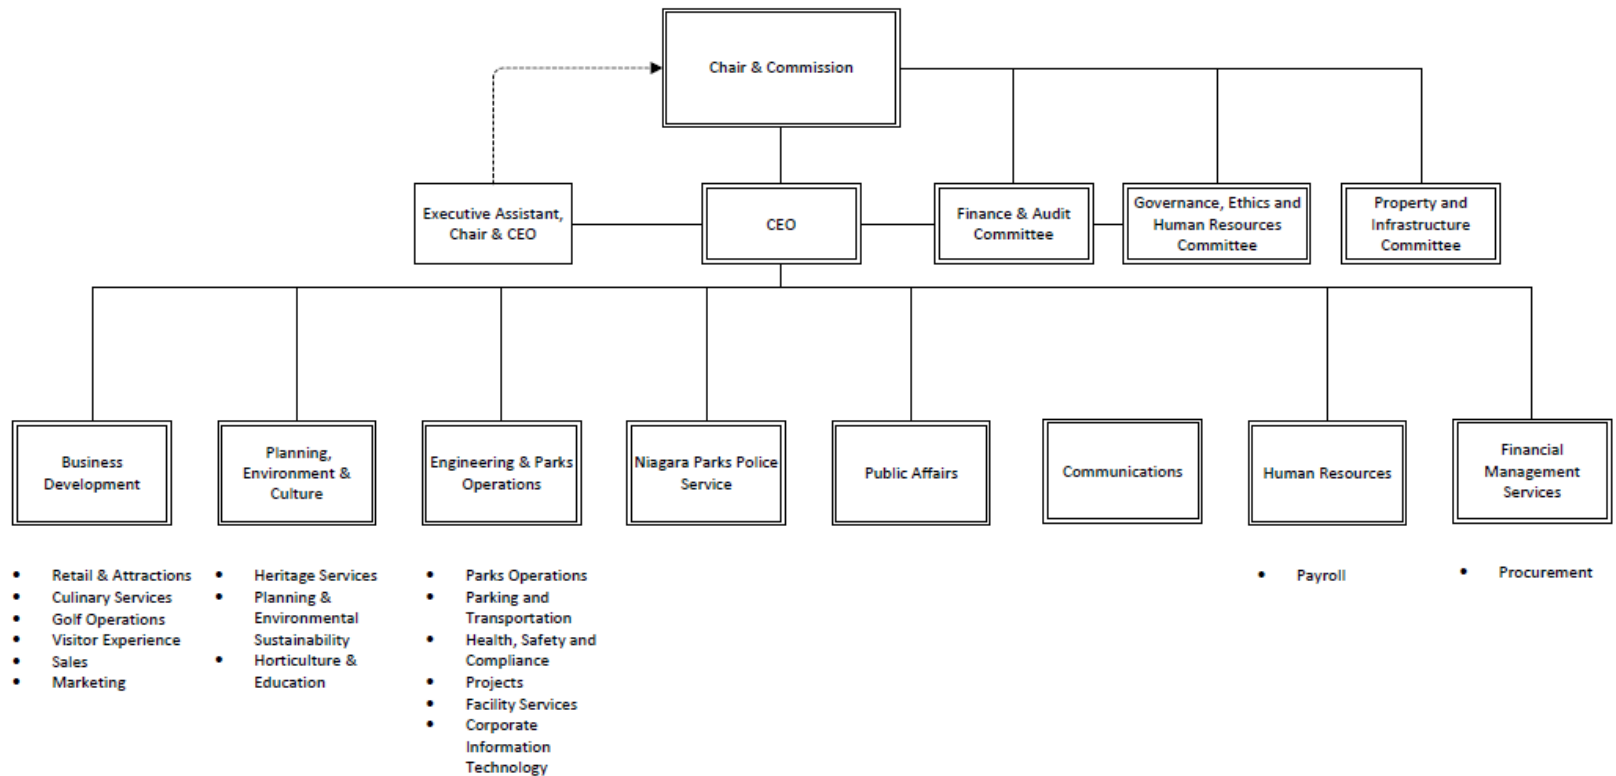 Chair & Commission
Executive Assistant,
Chair & CEO
CEO
Finance & Audit
Committee
Governance, Ethics and
Human Resources
Committee
Property and
Infrastructure
Committee
Business
Development
Planning,
Environment &
Culture
Engineering & Parks
Operations
Niagara Parks Police
Service
Public Affairs
Communications
Human Resources
Financial
Management
Services
• Retail & Attractions
• Culinary Services
• Golf Operations
• Visitor Experience
• Sales
• Marketing
• Heritage Services
• Planning &
Environmental
Sustainability
• Horticulture &
Education
• Parks Operations
• Parking and
Transportation
• Health, Safety and
Compliance
• Projects
• Facility Services
• Corporate
Information
Technology
• Payroll
• Procurement